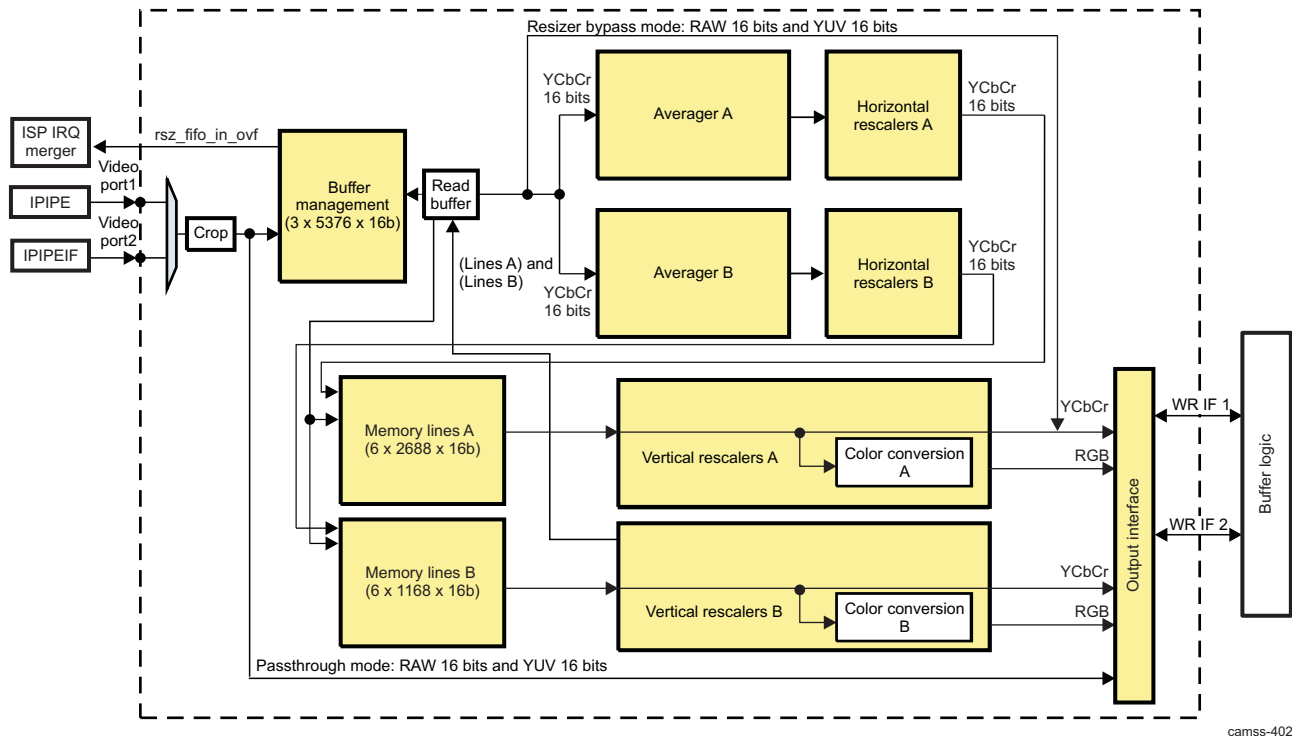 Resizer bypass mode: RAW 16 bits and YUV 16 bits
YCbCr
16 bits
Averager A
Horizontal
rescalers A
YCbCr
16 bits
ISP IRQ
merger
rsz_fifo_in_ovf
Video
port1
IPIPE
Video
port2
IPIPEIF
Crop
Buffer
management
(3 x 5376 x 16b)
Read
buffer
(Lines A) and
(Lines B)
YCbCr
16 bits
Averager B
Horizontal
rescalers B
YCbCr
16 bits
Memory lines A
(6 x 2688 x 16b)
Vertical rescalers A
Color conversion
A
YCbCr
RGB
Memory lines B
(6 x 1168 x 16b)
Vertical rescalers B
Color conversion
B
YCbCr
RGB
Output interface
WR IF 1
WR IF 2
Buffer logic
Passthrough mode: RAW 16 bits and YUV 16 bits
camss-402